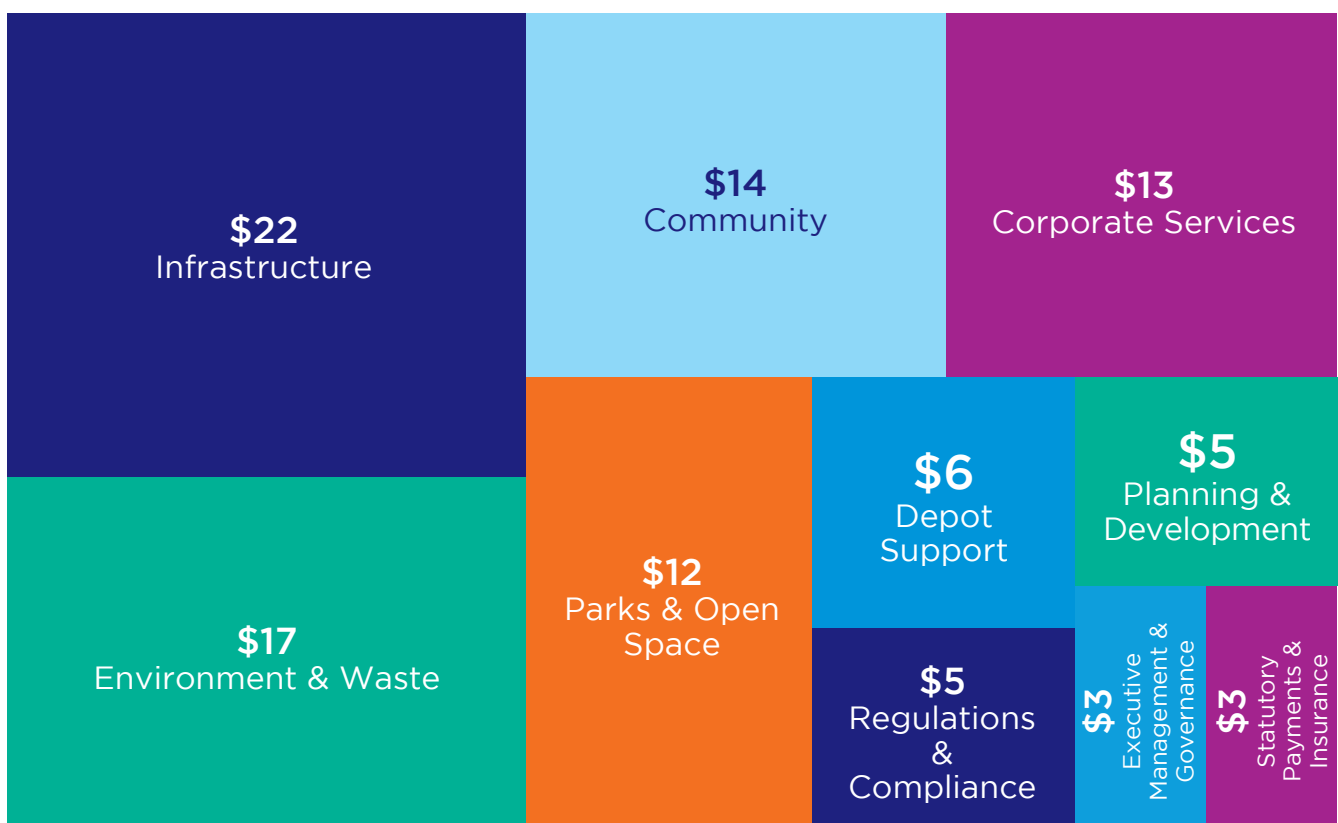 $22
Infrastructure
$14
Community
$13
Corporate Services
$17
Environment & Waste
$12
Parks & Open
Space
$6
Depot
Support
$5
Planning &
Development
$5
Regulations
&
Compliance
$3
Executive
Management &
Governance
$3
Statutory
Payments &
Insurance